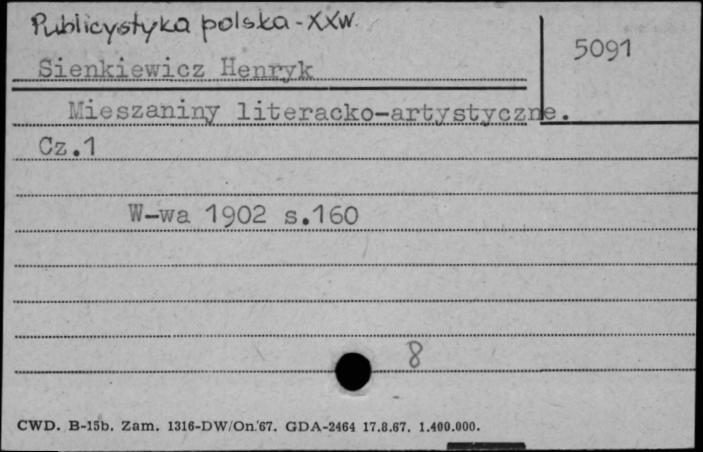 Publicystyka polska - XXw.
5091
Sienkiewicz Henryk
Mieszaniny literacko-artystyczne.
Cz.1
W-wa 1902 s.160
8
CWD. B-15b. Zam. 1316-DW/On.'67. GDA-2464 17.8.67. 1.400.000.